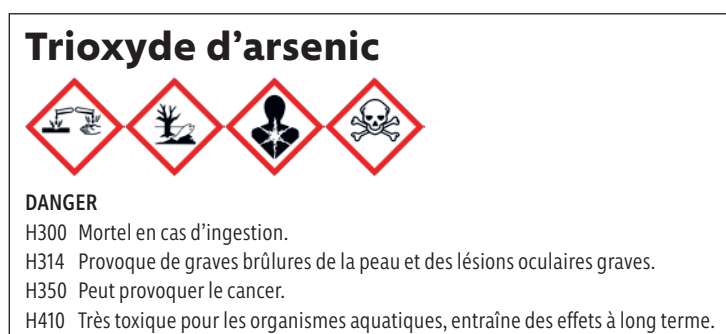 Trioxyde d’arsenic
DANGER
H300 Mortel en cas d’ingestion.
H314 Provoque de graves brûlures de la peau et des lésions oculaires graves.
H350 Peut provoquer le cancer.
H410 Très toxique pour les organismes aquatiques, entraîne des effets à long terme.